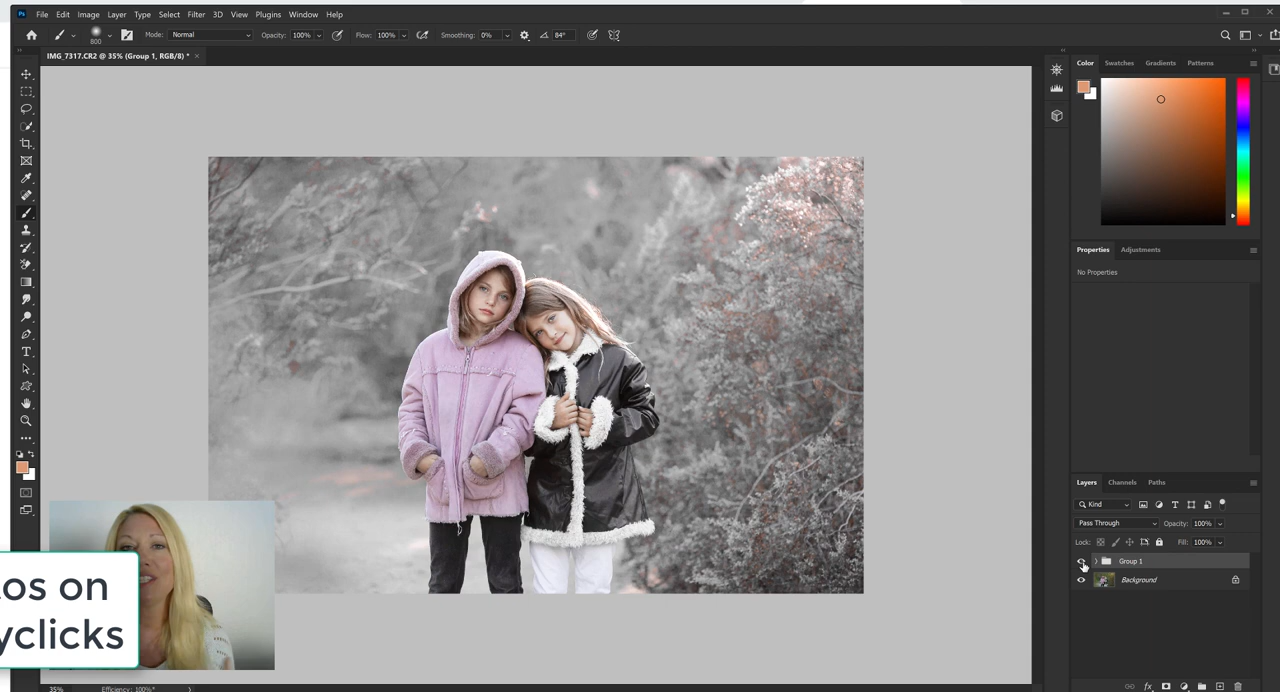 File Edit Image Layer Type Select Filter 3D View Plugins Window Help
800 Mode: Normal Opacity: 100% Flow: 100% Smoothing: 0% 84°
IMG_7317.CR2 @ 35% (Group 1, RGB/8) * ×
Color Swatches Gradients Patterns
Properties Adjustments
No Properties
Layers Channels Paths
Kind
Pass Through Opacity: 100%
Lock: Fill: 100%
Group 1
Background
os on
yclicks
35% Efficiency: 100%*